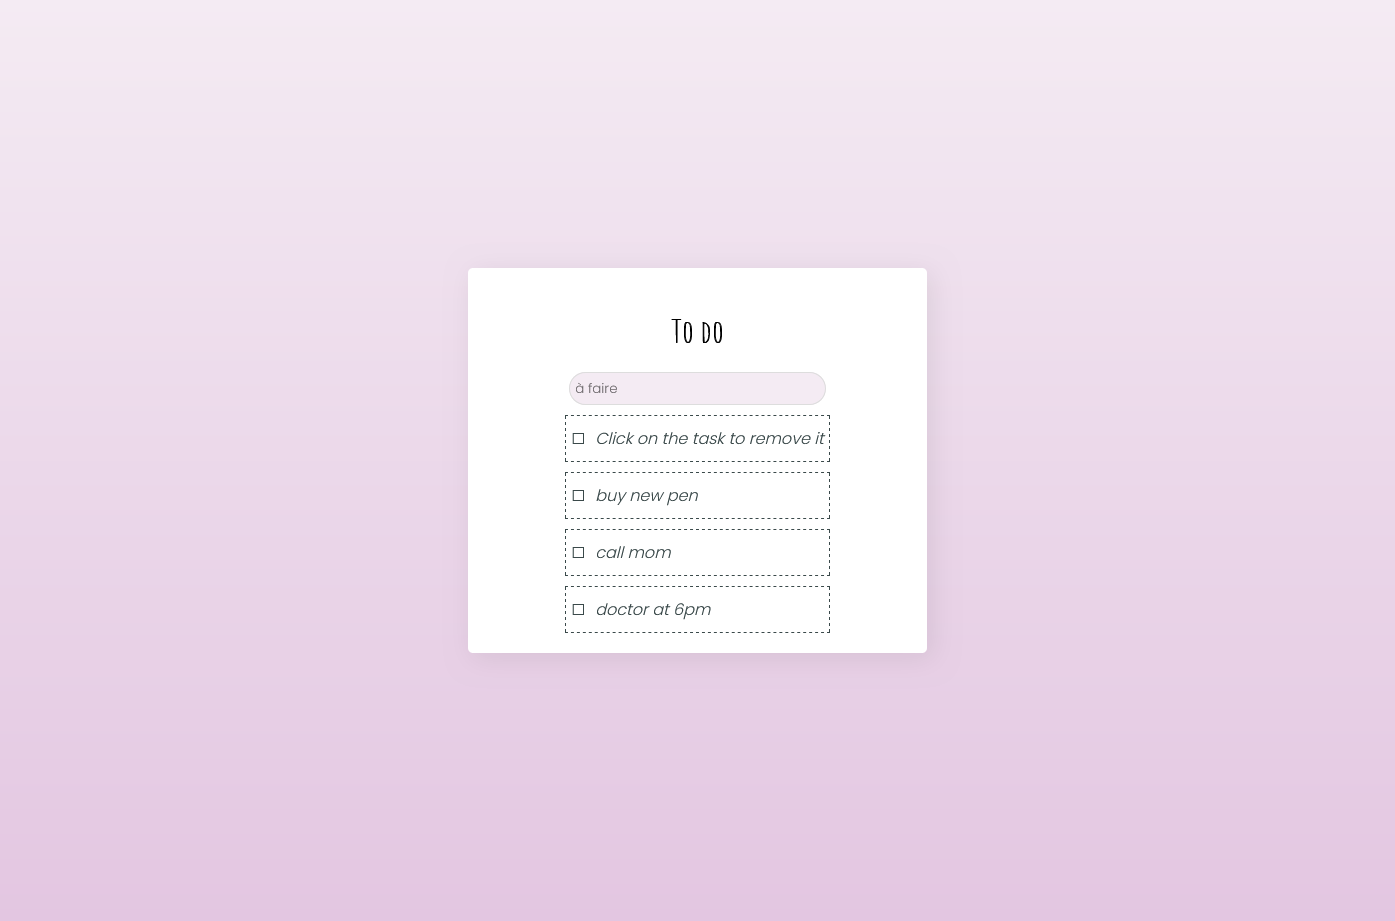 To do
à faire
☐ Click on the task to remove it
☐ buy new pen
☐ call mom
☐ doctor at 6pm